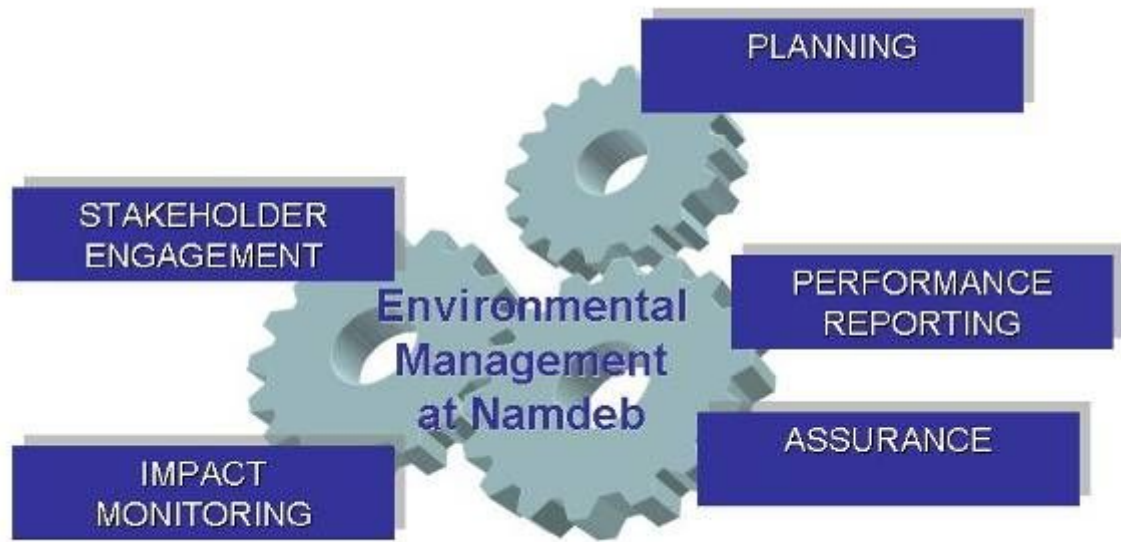 PLANNING
STAKEHOLDER
ENGAGEMENT
Environmental
Management
at Namdeb
PERFORMANCE
REPORTING
ASSURANCE
IMPACT
MONITORING